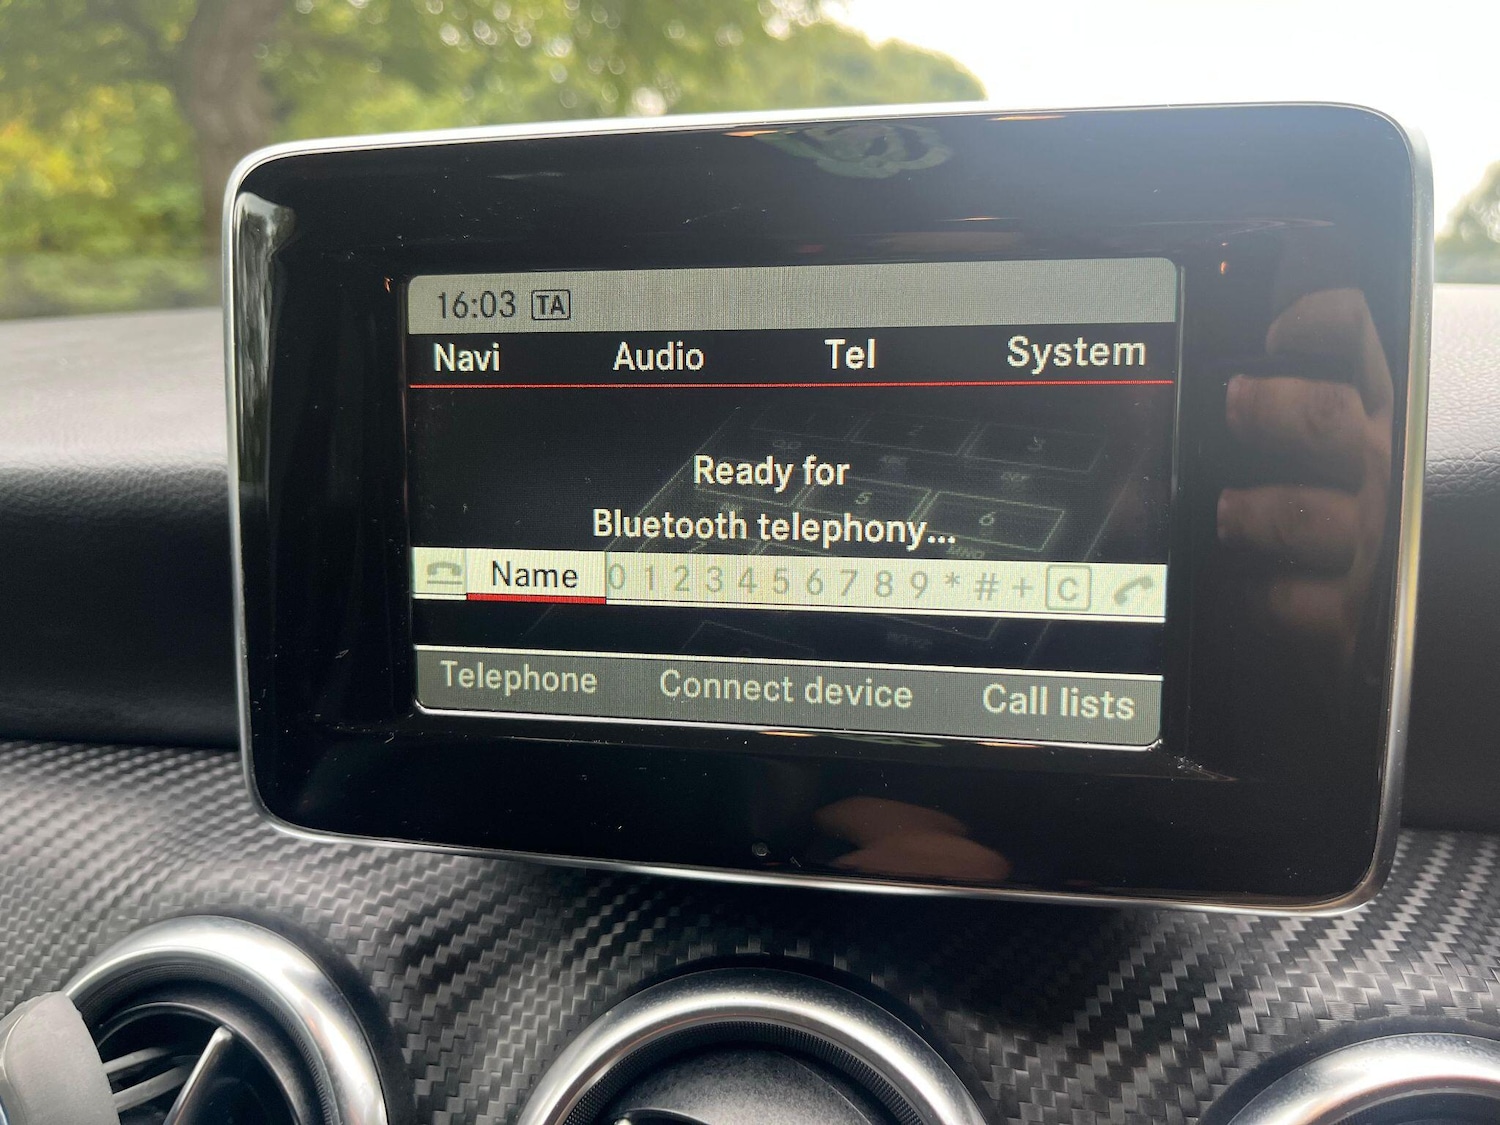 16:03 TA
Navi Audio Tel System
Ready for
Bluetooth telephony...
Name 0 1 2 3 4 5 6 7 8 9 * # + C
Telephone Connect device Call lists